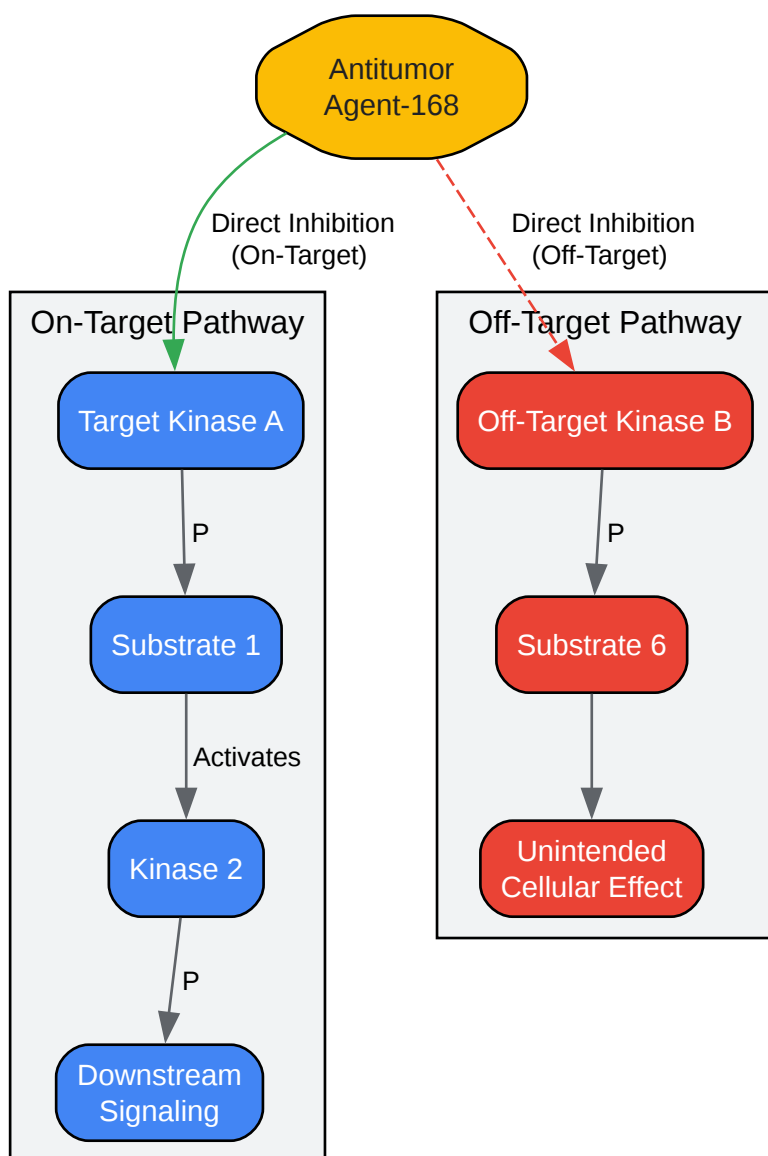 Antitumor
Agent-168
Direct Inhibition
(On-Target)
Direct Inhibition
(Off-Target)
On-Target Pathway
Target Kinase A
P
Substrate 1
Activates
Kinase 2
P
Downstream
Signaling
Off-Target Pathway
Off-Target Kinase B
P
Substrate 6
Unintended
Cellular Effect